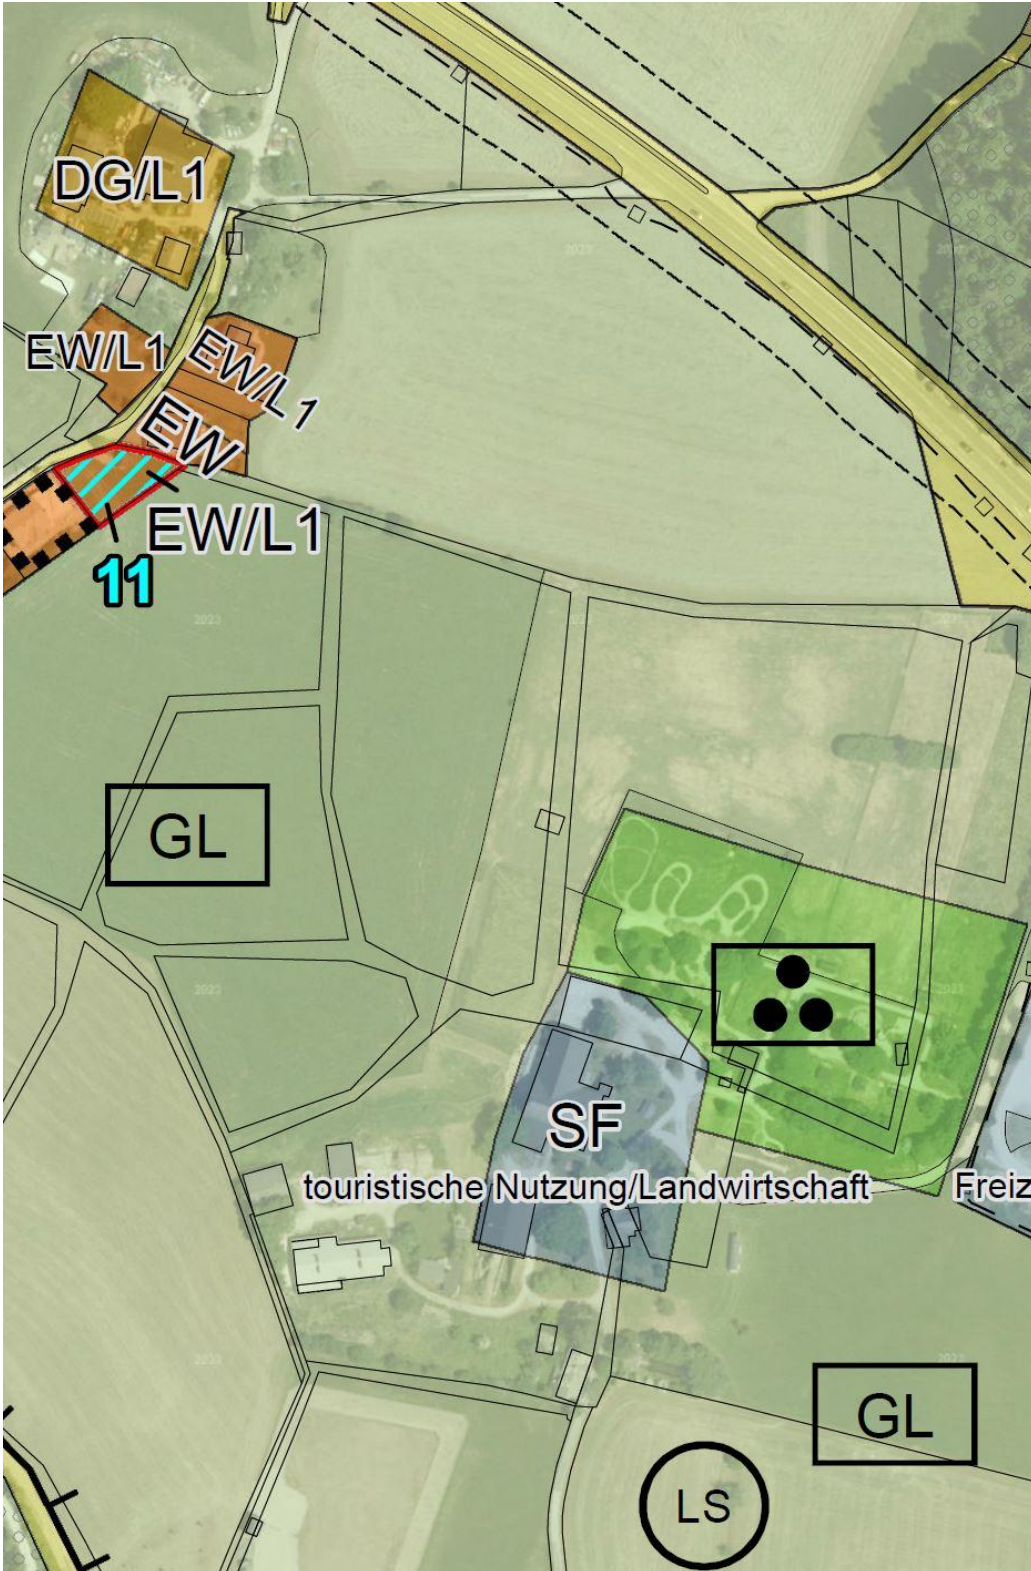 DG/L1
EW/L1
EW/L1
EW
EW/L1
11
GL
SF
touristische Nutzung/Landwirtschaft
Freiz
GL
LS